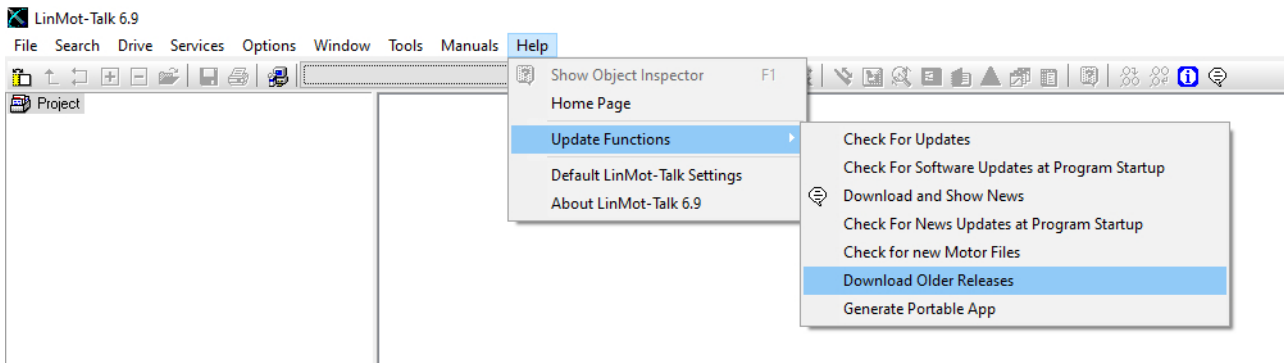 LinMot-Talk 6.9
File Search Drive Services Options Window Tools Manuals Help
Project
Show Object Inspector F1
Home Page
Update Functions
Default LinMot-Talk Settings
About LinMot-Talk 6.9
Check For Updates
Check For Software Updates at Program Startup
Download and Show News
Check For News Updates at Program Startup
Check for new Motor Files
Download Older Releases
Generate Portable App